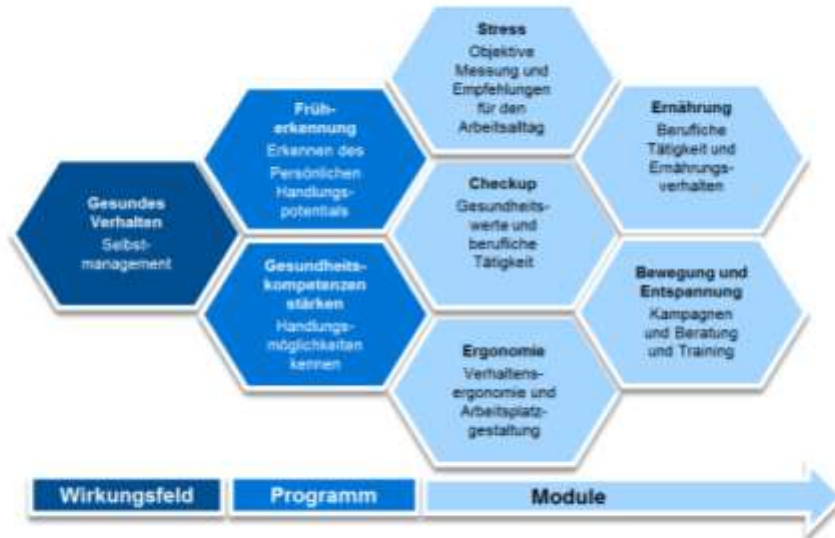 Stress
Objektive
Messung und
Empfehlungen
für den
Arbeitsalltag
Früh-
erkennung
Erkennen des
Persönlichen
Handlungs-
potentials
Ernährung
Berufliche
Tätigkeit und
Ernährungs-
verhalten
Gesundes
Verhalten
Selbst-
management
Checkup
Gesundheits-
werte und
berufliche
Tätigkeit
Gesundheits-
kompetenzen
stärken
Handlungs-
möglichkeiten
kennen
Bewegung und
Entspannung
Kampagnen
und Beratung
und Training
Ergonomie
Verhaltens-
ergonomie und
Arbeitsplatz-
gestaltung
Wirkungsfeld
Programm
Module